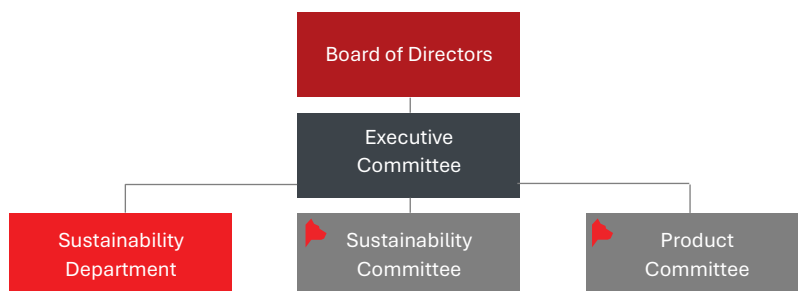 Board of Directors
Executive
Committee
Sustainability
Department
Sustainability
Committee
Product
Committee